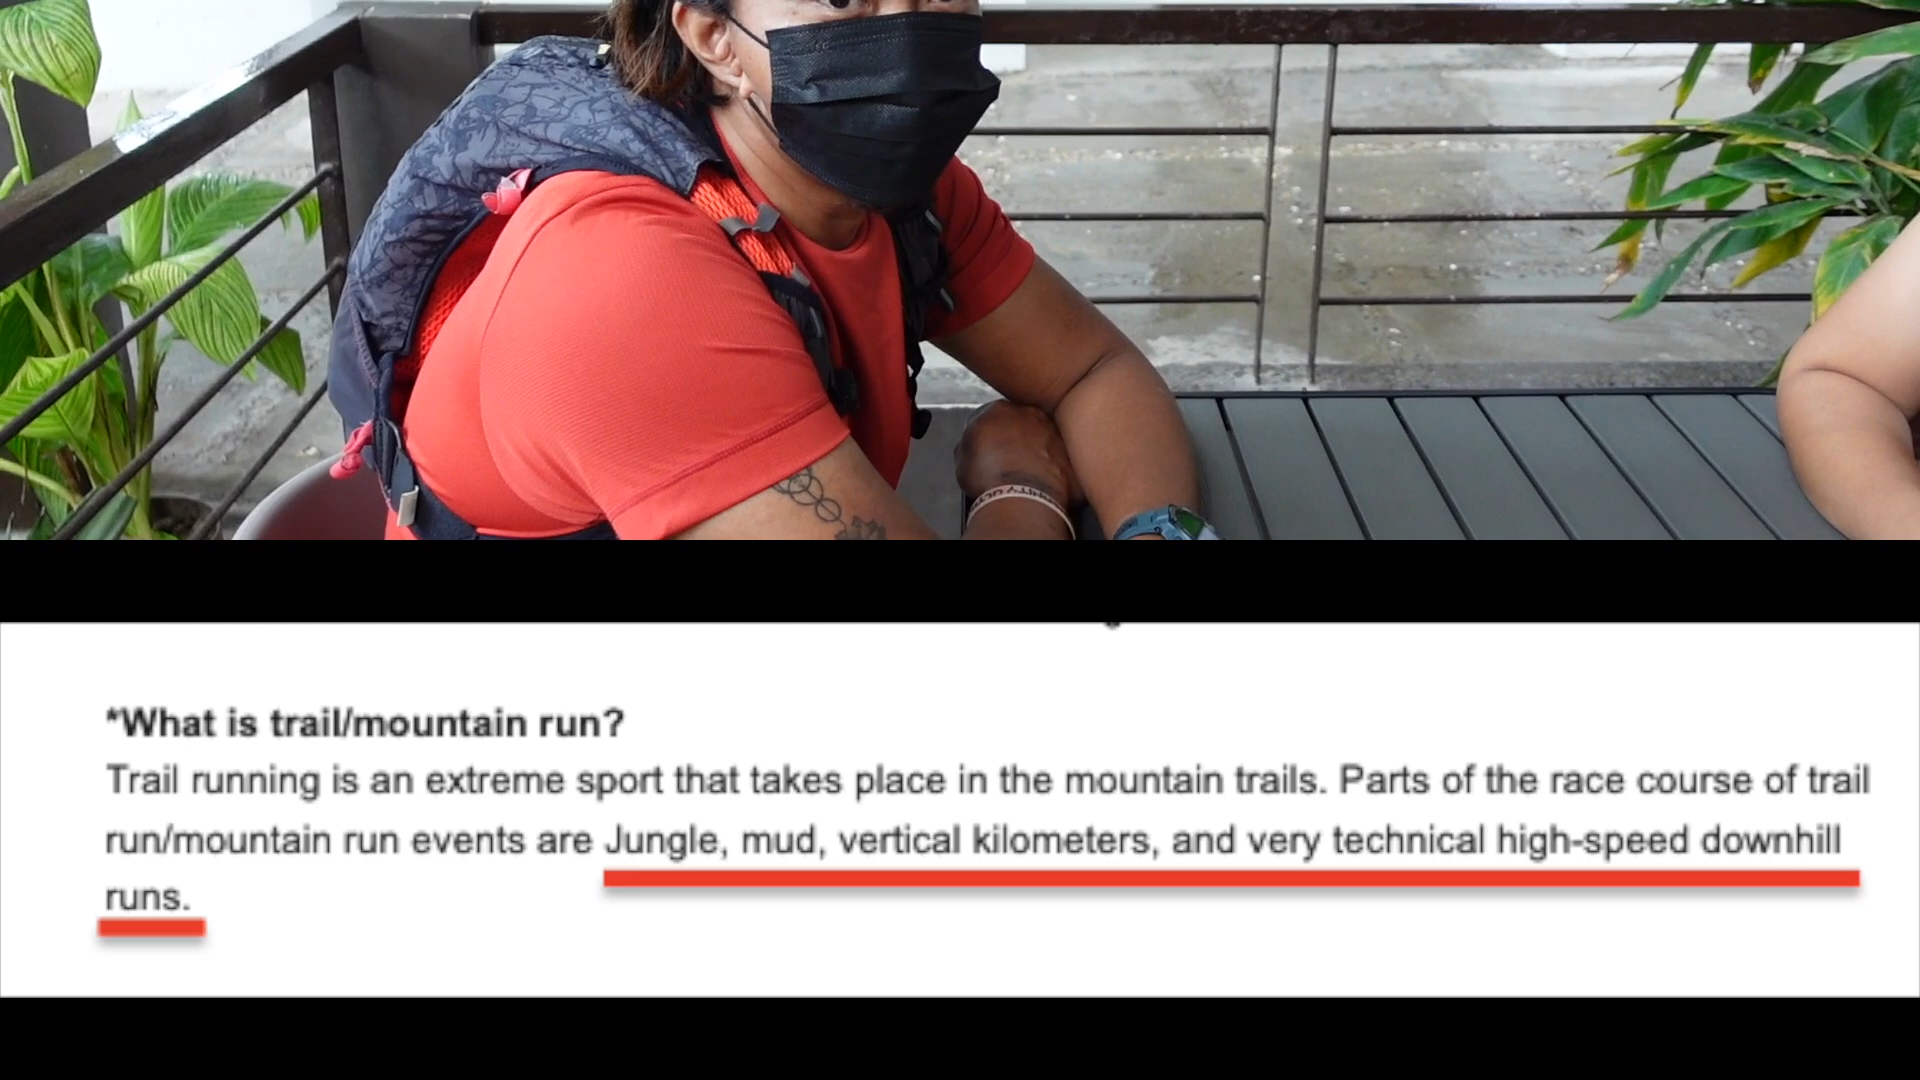 *What is trail/mountain run?
Trail running is an extreme sport that takes place in the mountain trails. Parts of the race course of trail
run/mountain run events are Jungle, mud, vertical kilometers, and very technical high-speed downhill
runs.